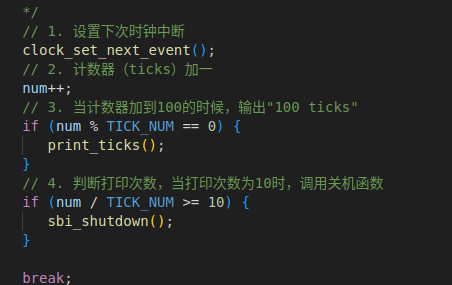 */
// 1. 设置下次时钟中断
clock_set_next_event();
// 2. 计数器（ticks）加一
num++;
// 3. 当计数器加到100的时候，输出"100 ticks"
if (num % TICK_NUM == 0) {
print_ticks();
}
// 4. 判断打印次数，当打印次数为10时，调用关机函数
if (num / TICK_NUM >= 10) {
sbi_shutdown();
}
break;